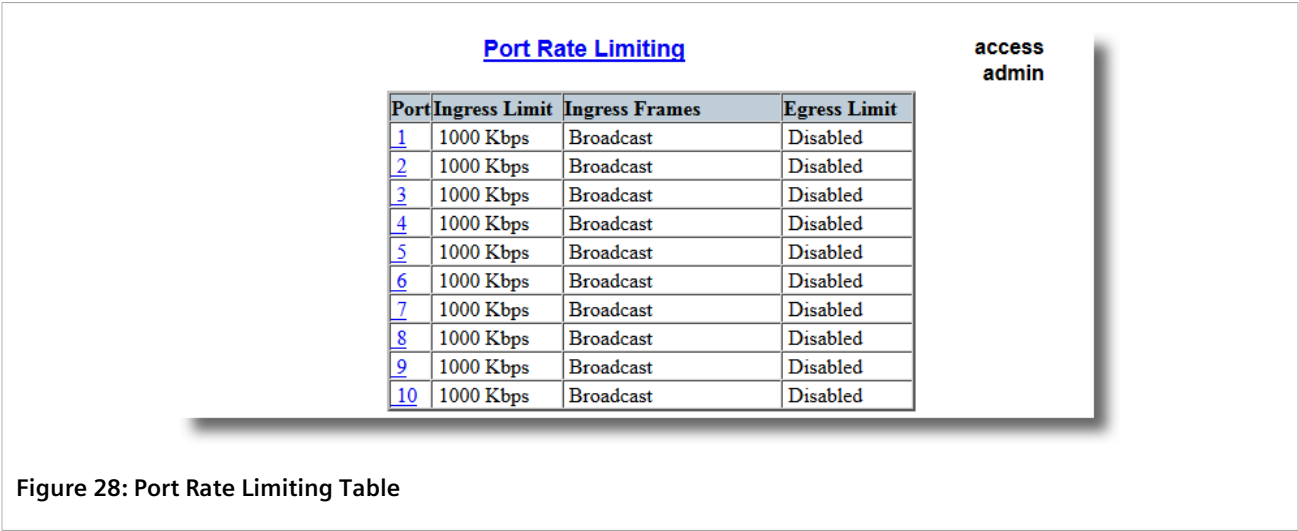 Port Rate Limiting
access
admin
Port Ingress Limit Ingress Frames Egress Limit
1 1000 Kbps Broadcast Disabled
2 1000 Kbps Broadcast Disabled
3 1000 Kbps Broadcast Disabled
4 1000 Kbps Broadcast Disabled
5 1000 Kbps Broadcast Disabled
6 1000 Kbps Broadcast Disabled
7 1000 Kbps Broadcast Disabled
8 1000 Kbps Broadcast Disabled
9 1000 Kbps Broadcast Disabled
10 1000 Kbps Broadcast Disabled
Figure 28: Port Rate Limiting Table